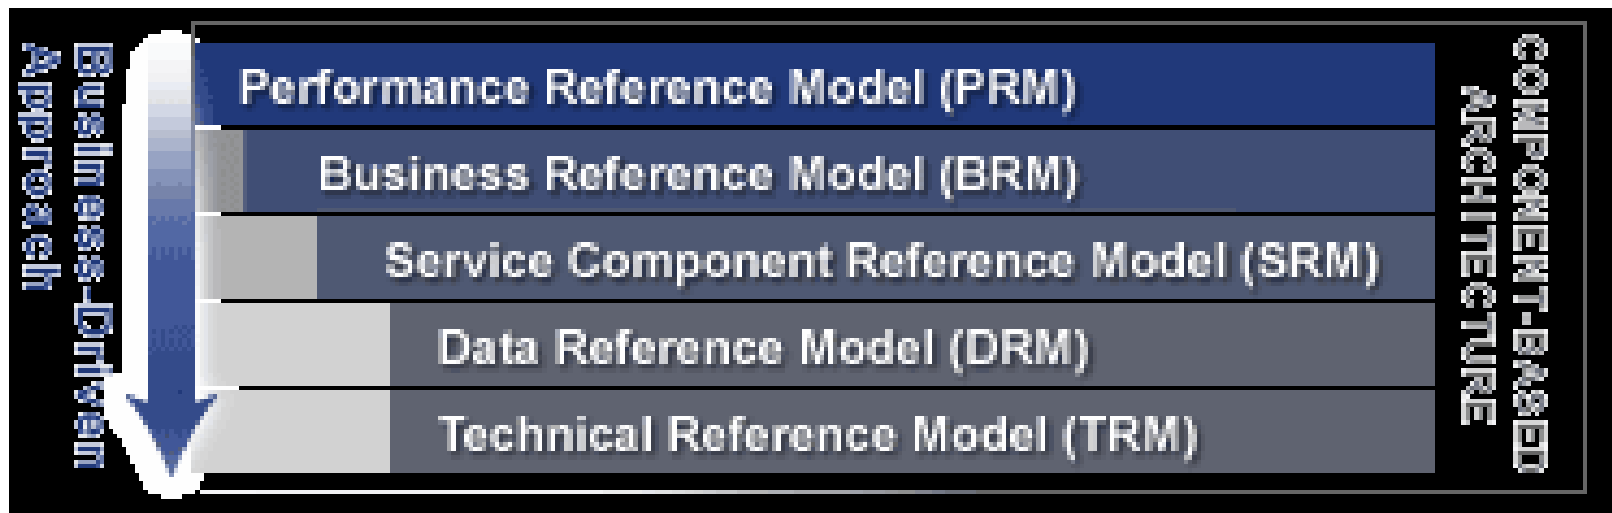 Business-Driven
Approach
Performance Reference Model (PRM)
Business Reference Model (BRM)
Service Component Reference Model (SRM)
Data Reference Model (DRM)
Technical Reference Model (TRM)
COMPONENT-BASED
ARCHITECTURE